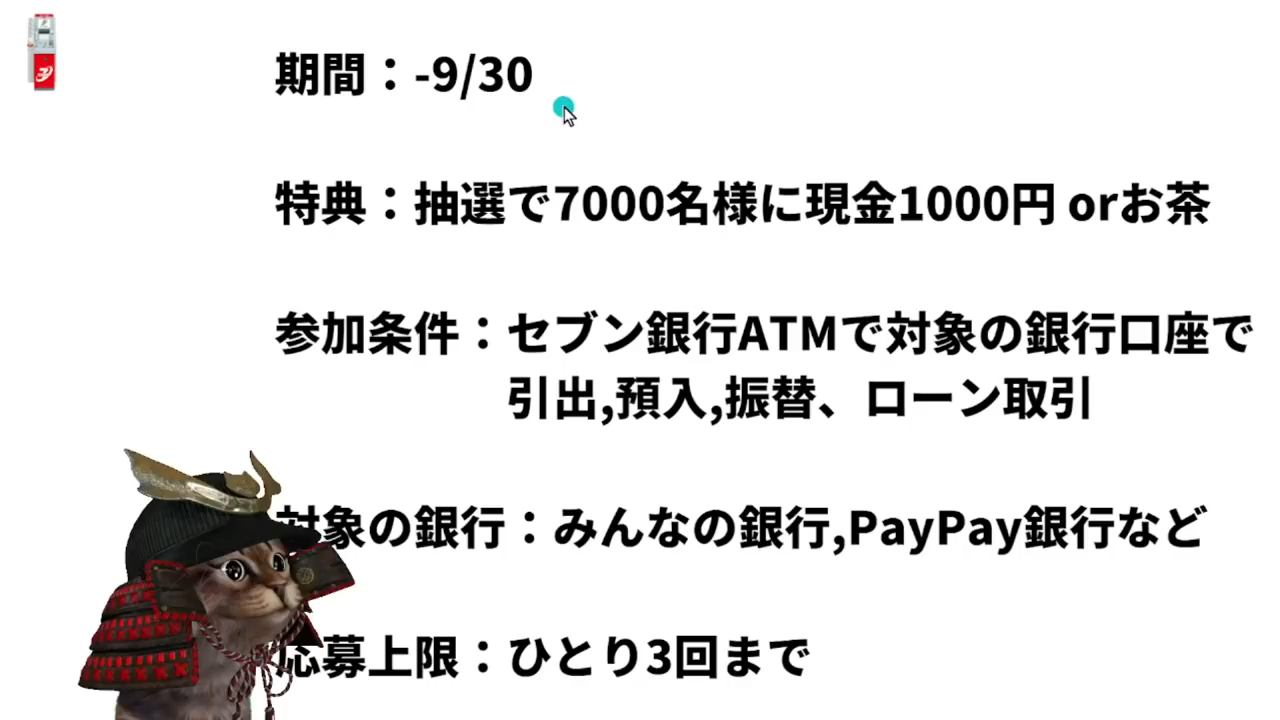 期間：-9/30
特典：抽選で7000名様に現金1000円 orお茶
参加条件：セブン銀行ATMで対象の銀行口座で
引出,預入,振替、ローン取引
対象の銀行：みんなの銀行,PayPay銀行など
応募上限：ひとり3回まで